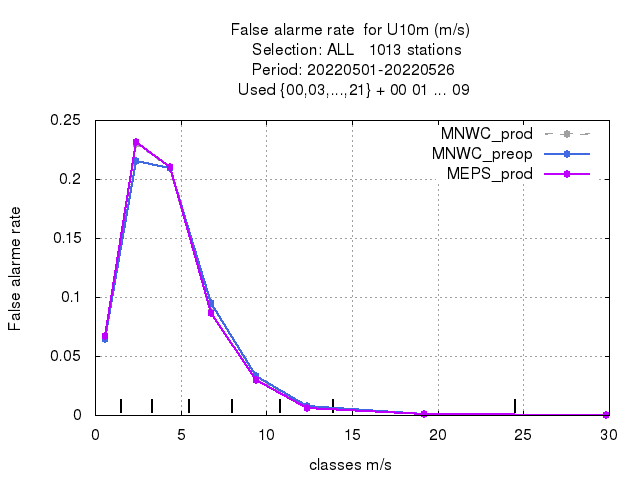 False alarme rate  for U10m (m/s)
Selection: ALL   1013 stations
Period: 20220501-20220526
Used {00,03,...,21} + 00 01 ... 09
MNWC_prod
MNWC_preop
MEPS_prod
False alarme rate
0.25
0.2
0.15
0.1
0.05
0
0 5 10 15 20 25 30
classes m/s